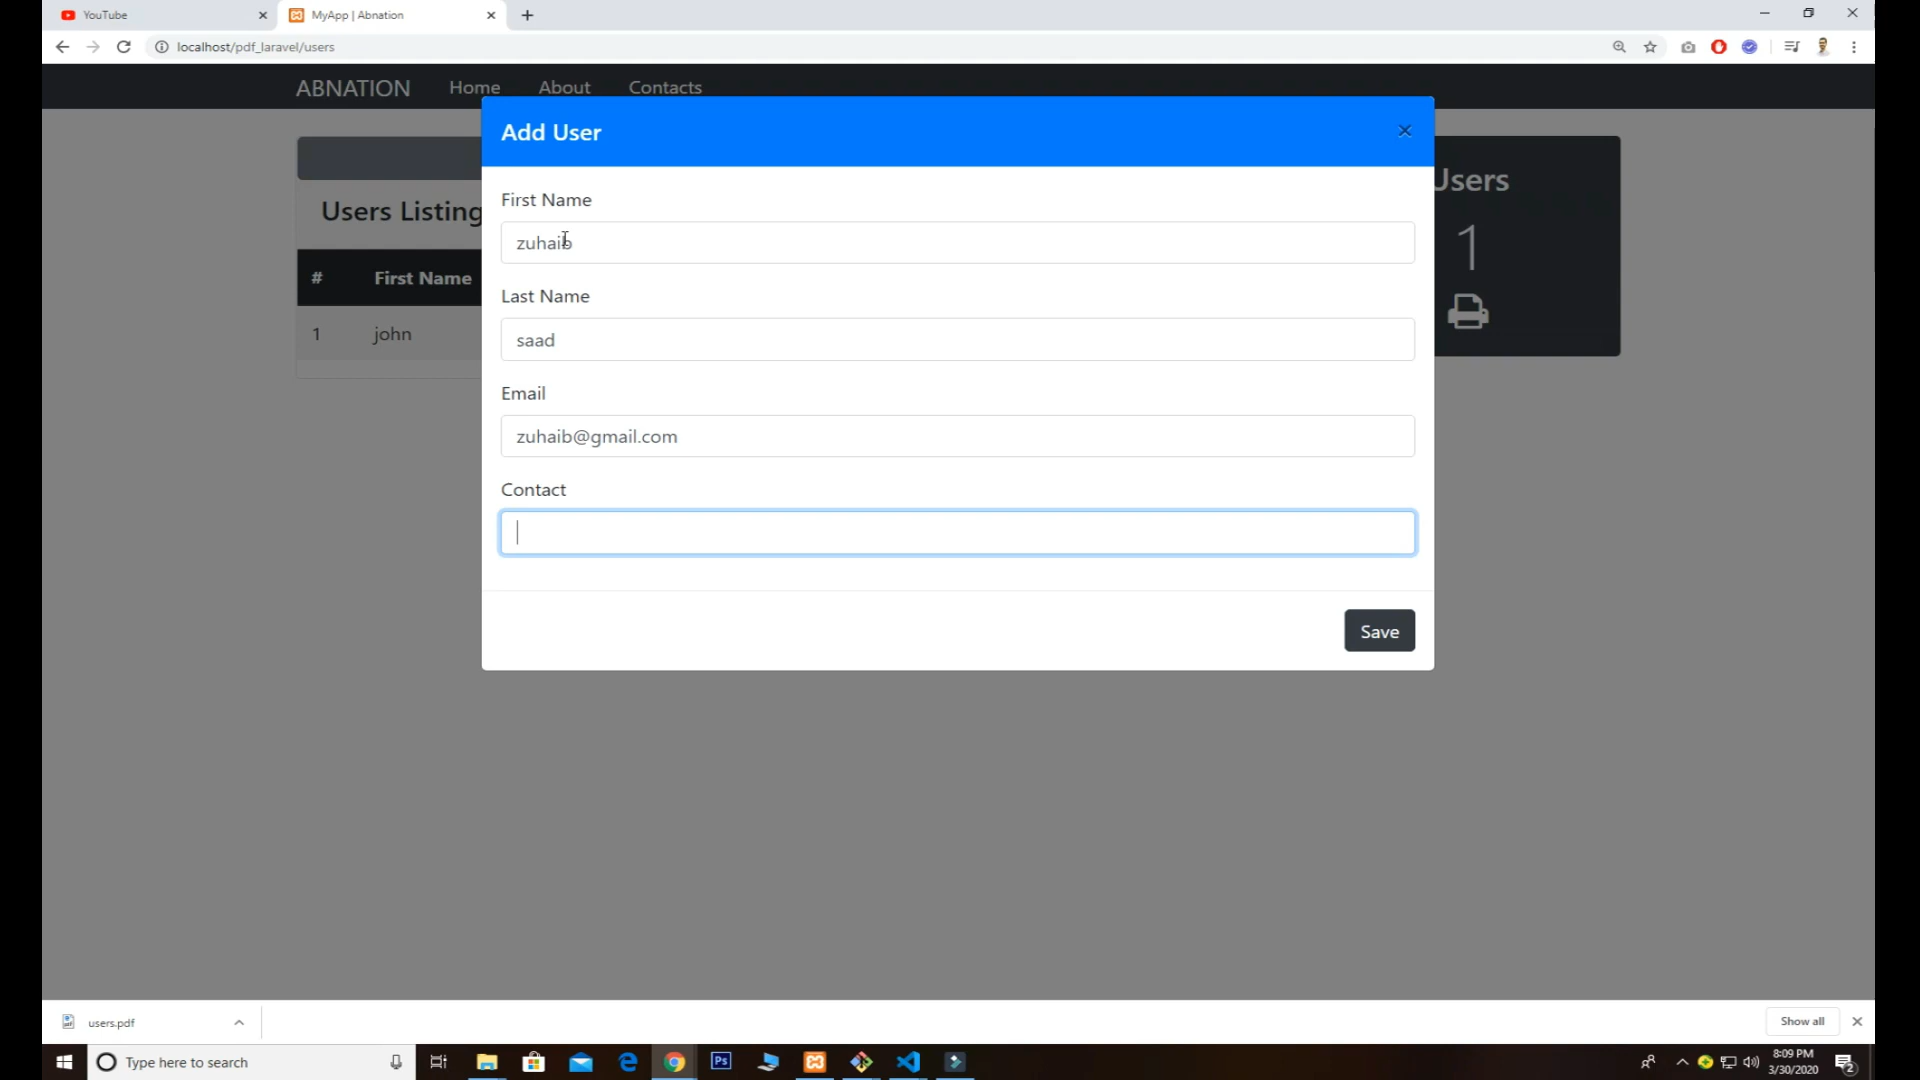 YouTube
MyApp | Abnation
localhost/pdf_laravel/users
ABNATION Home About Contacts
Add User
Users Listing
First Name
zuhaib
Users
1
# First Name
Last Name
saad
1 john
Email
zuhaib@gmail.com
Contact
Save
users.pdf
Show all
Type here to search
Ps
8:09 PM
3/30/2020
2